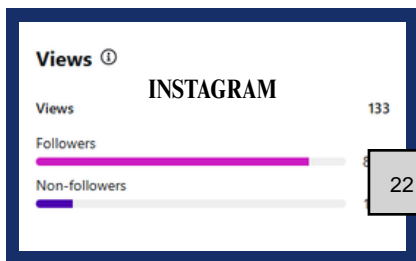 Views ⓘ
INSTAGRAM
Views 133
Followers
Non-followers
22